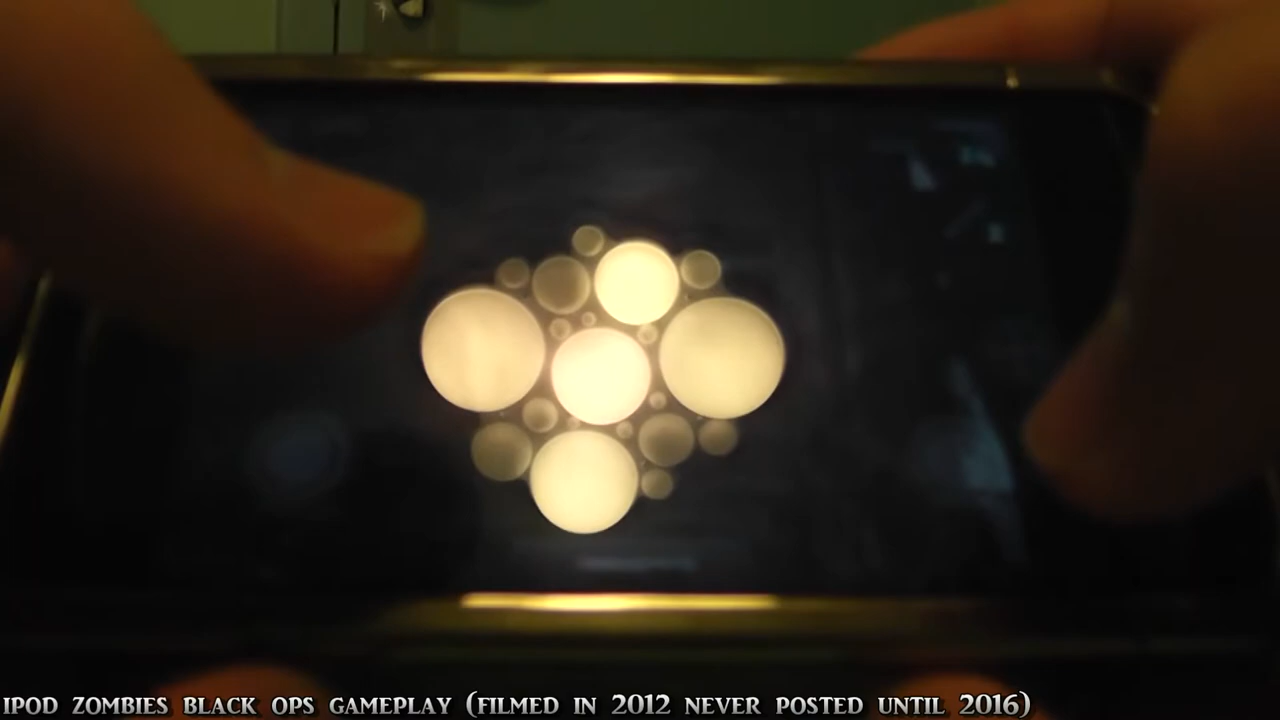 IPOD ZOMBIES BLACK OPS GAMEPLAY (FILMED IN 2012 NEVER POSTED UNTIL 2016)